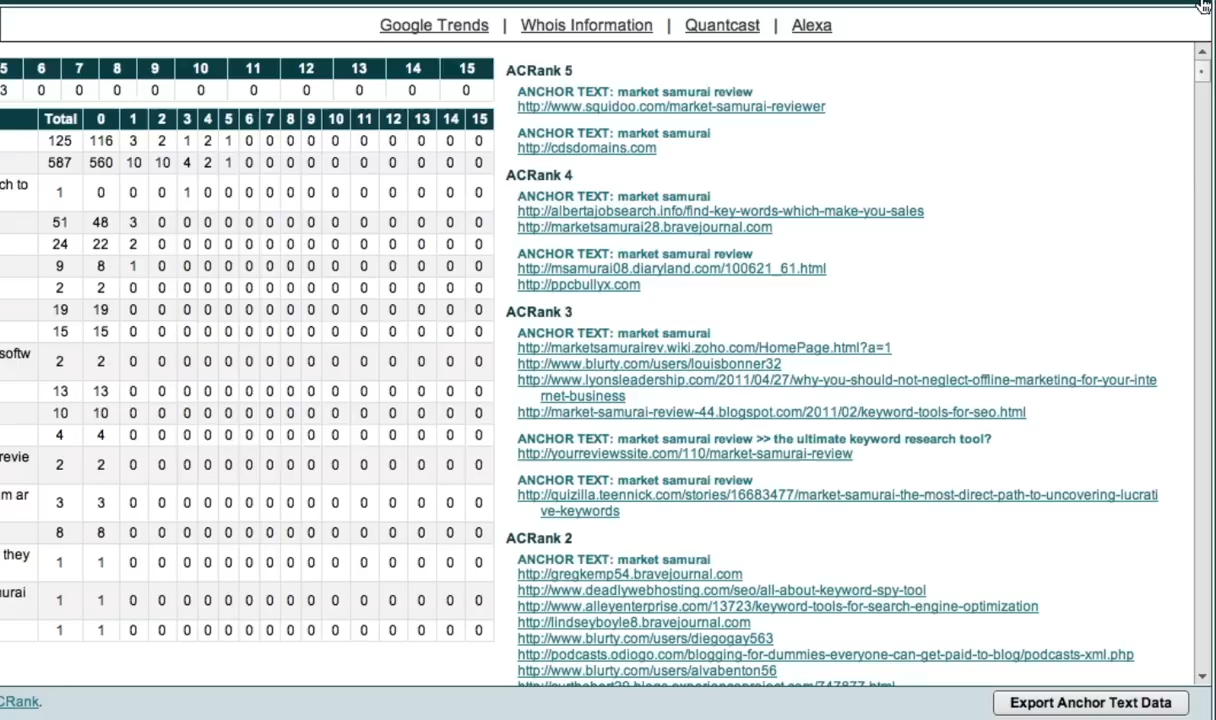 Google Trends | Whois Information | Quantcast | Alexa
5 6 7 8 9 10 11 12 13 14 15
3 0 0 0 0 0 0 0 0 0 0
Total 0 1 2 3 4 5 6 7 8 9 10 11 12 13 14 15
125 116 3 2 1 2 1 0 0 0 0 0 0 0 0 0 0
587 560 10 10 4 2 1 0 0 0 0 0 0 0 0 0 0
ch to
1 0 0 0 1 0 0 0 0 0 0 0 0 0 0 0 0
51 48 3 0 0 0 0 0 0 0 0 0 0 0 0 0 0
24 22 2 0 0 0 0 0 0 0 0 0 0 0 0 0 0
9 8 1 0 0 0 0 0 0 0 0 0 0 0 0 0 0
2 2 0 0 0 0 0 0 0 0 0 0 0 0 0 0 0
19 19 0 0 0 0 0 0 0 0 0 0 0 0 0 0 0
15 15 0 0 0 0 0 0 0 0 0 0 0 0 0 0 0
softw
2 2 0 0 0 0 0 0 0 0 0 0 0 0 0 0 0
13 13 0 0 0 0 0 0 0 0 0 0 0 0 0 0 0
10 10 0 0 0 0 0 0 0 0 0 0 0 0 0 0 0
4 4 0 0 0 0 0 0 0 0 0 0 0 0 0 0 0
revie
2 2 0 0 0 0 0 0 0 0 0 0 0 0 0 0 0
m ar
3 3 0 0 0 0 0 0 0 0 0 0 0 0 0 0 0
8 8 0 0 0 0 0 0 0 0 0 0 0 0 0 0 0
they
1 1 0 0 0 0 0 0 0 0 0 0 0 0 0 0 0
urai
1 1 0 0 0 0 0 0 0 0 0 0 0 0 0 0 0
1 1 0 0 0 0 0 0 0 0 0 0 0 0 0 0 0
ACRank 5
ANCHOR TEXT: market samurai review
http://www.squidoo.com/market-samurai-reviewer
ANCHOR TEXT: market samurai
http://cdsdomains.com
ACRank 4
ANCHOR TEXT: market samurai
http://albertajobsearch.info/find-key-words-which-make-you-sales
http://marketsamurai28.bravejournal.com
ANCHOR TEXT: market samurai review
http://msamurai08.diaryland.com/100621_61.html
http://ppcbullyx.com
ACRank 3
ANCHOR TEXT: market samurai
http://marketsamurairev.wiki.zoho.com/HomePage.html?a=1
http://www.blurty.com/users/louisbonner32
http://www.lyonsleadership.com/2011/04/27/why-you-should-not-neglect-offline-marketing-for-your-inte
rnet-business
http://market-samurai-review-44.blogspot.com/2011/02/keyword-tools-for-seo.html
ANCHOR TEXT: market samurai review >> the ultimate keyword research tool?
http://yourreviewssite.com/110/market-samurai-review
ANCHOR TEXT: market samurai review
http://quizilla.teennick.com/stories/16683477/market-samurai-the-most-direct-path-to-uncovering-lucrati
ve-keywords
ACRank 2
ANCHOR TEXT: market samurai
http://gregkemp54.bravejournal.com
http://www.deadlywebhosting.com/seo/all-about-keyword-spy-tool
http://www.alleyenterprise.com/13723/keyword-tools-for-search-engine-optimization
http://lindseyboyle8.bravejournal.com
http://www.blurty.com/users/diegogay563
http://podcasts.odiogo.com/blogging-for-dummies-everyone-can-get-paid-to-blog/podcasts-xml.php
http://www.blurty.com/users/alvabenton56
CRank.
Export Anchor Text Data